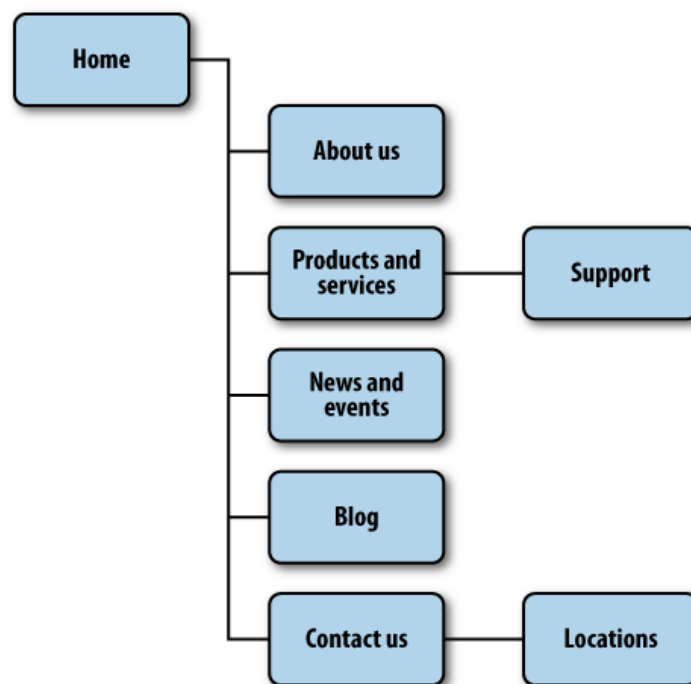 Home
About us
Products and
services
Support
News and
events
Blog
Contact us
Locations